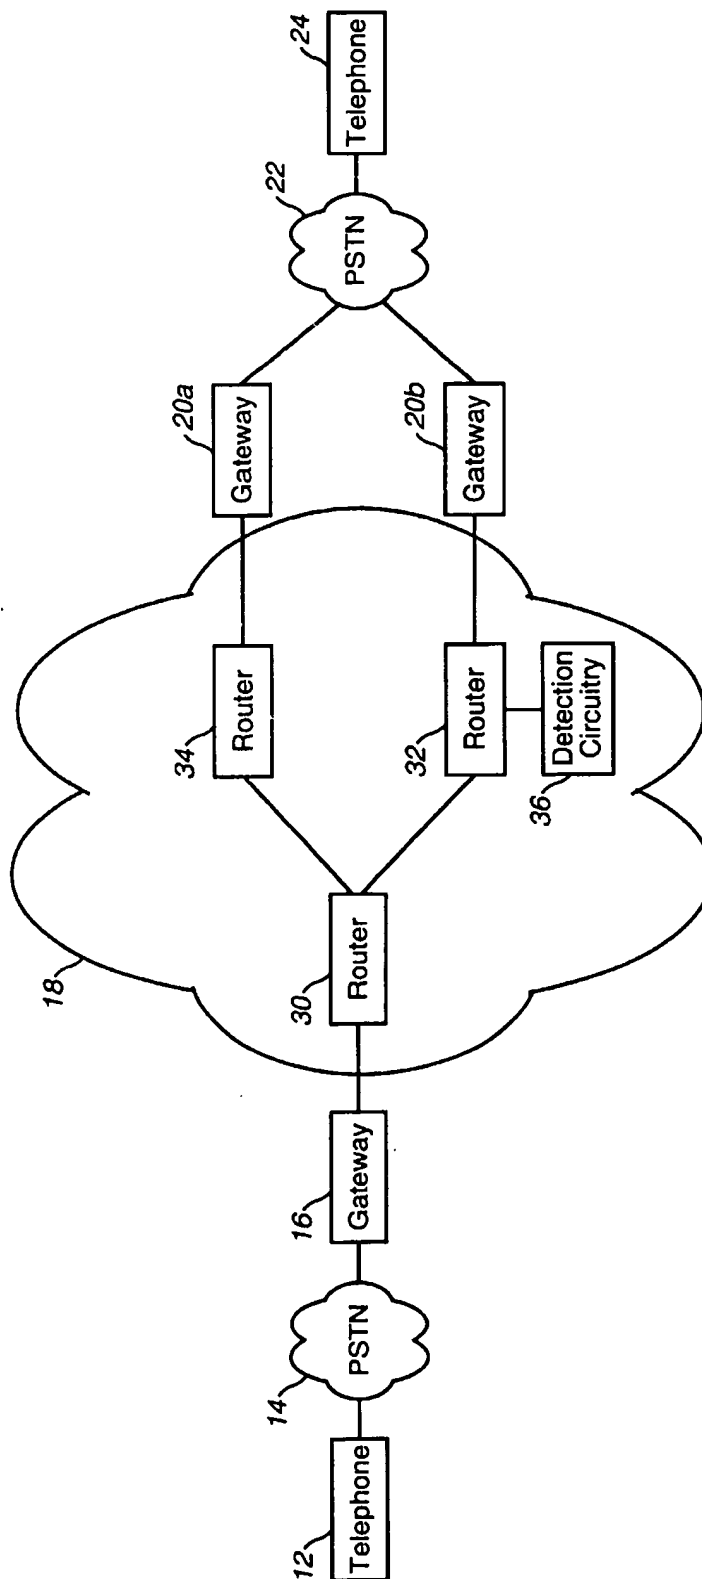 12
Telephone
14
PSTN
16
Gateway
18
30
Router
34
Router
32
Router
36
Detection
Circuitry
20a
Gateway
20b
Gateway
22
PSTN
24
Telephone